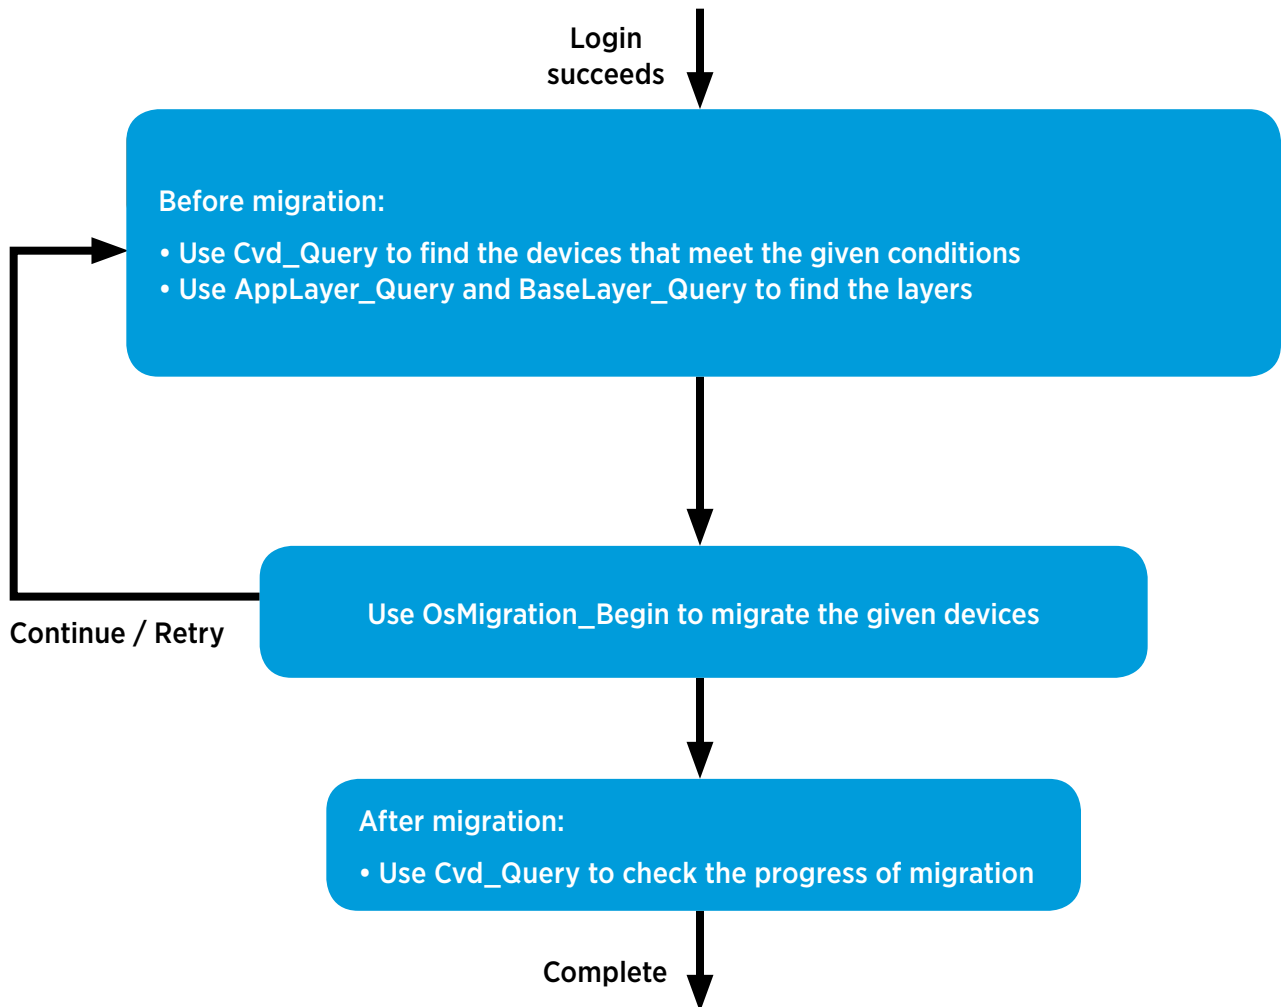 Login
succeeds
Before migration:
• Use Cvd_Query to find the devices that meet the given conditions
• Use AppLayer_Query and BaseLayer_Query to find the layers
Use OsMigration_Begin to migrate the given devices
Continue / Retry
After migration:
• Use Cvd_Query to check the progress of migration
Complete